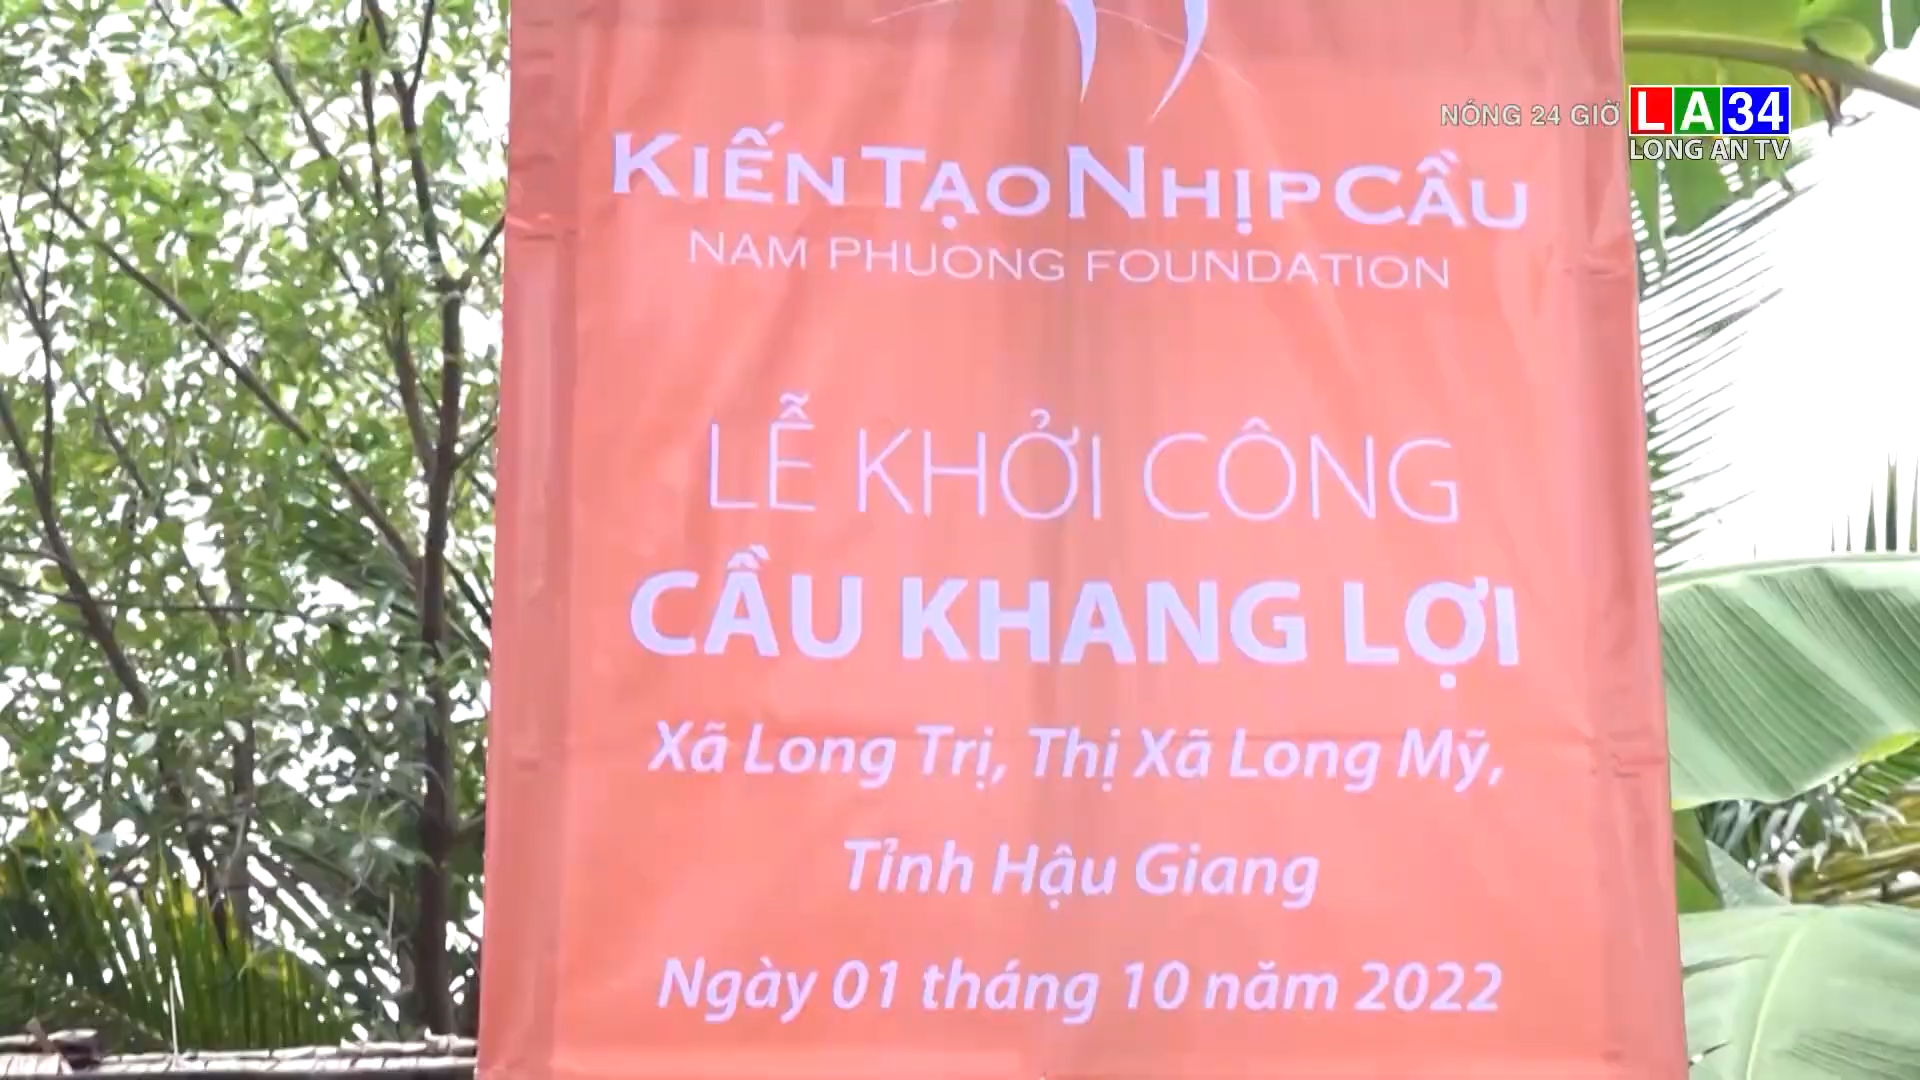 NÓNG 24 GIỜ LA34
LONG AN TV
KIẾN TẠO NHỊP CẦU
NAM PHUONG FOUNDATION
LỄ KHỞI CÔNG
CẦU KHANG LỢI
Xã Long Trị, Thị Xã Long Mỹ,
Tỉnh Hậu Giang
Ngày 01 tháng 10 năm 2022